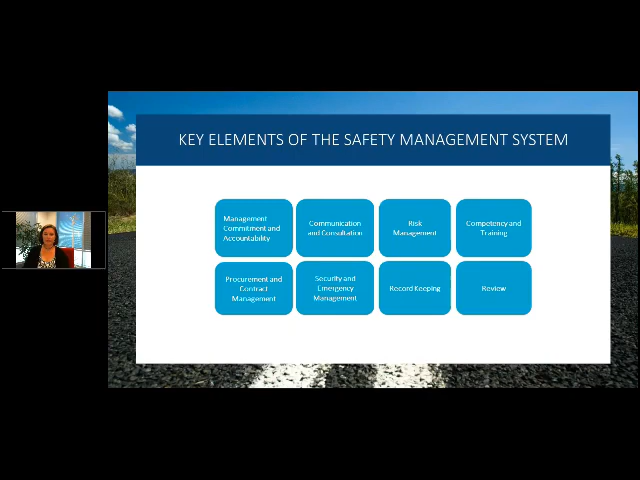 KEY ELEMENTS OF THE SAFETY MANAGEMENT SYSTEM
Management
Commitment and
Accountability
Communication
and Consultation
Risk
Management
Competency and
Training
Procurement and
Contract
Management
Security and
Emergency
Management
Record Keeping
Review